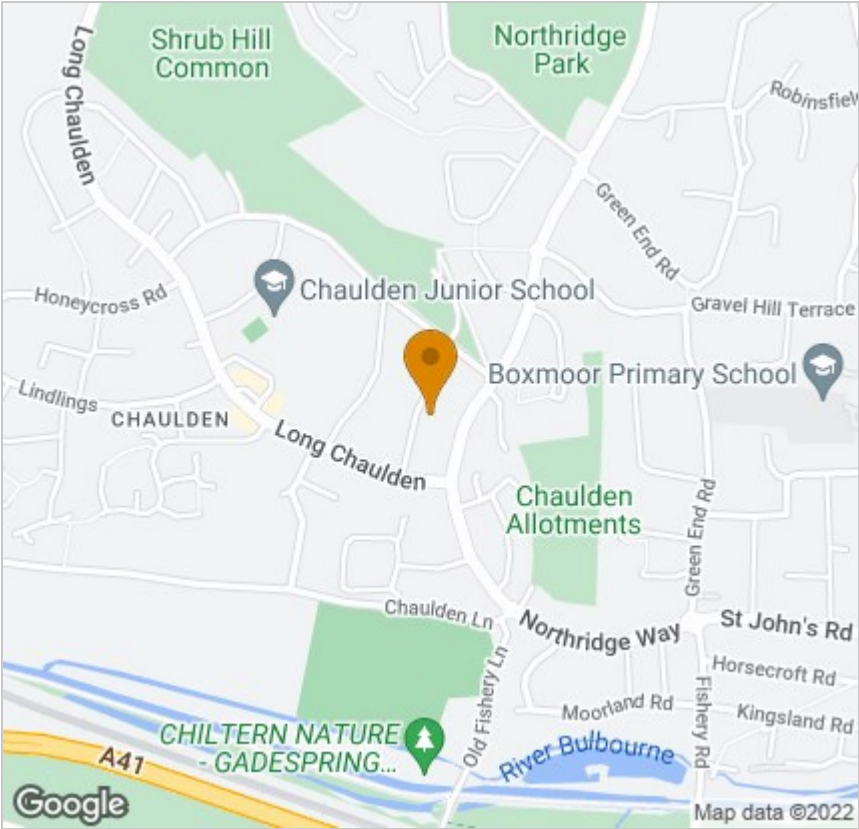 Shrub Hill
Common
Northridge
Park
Long Chaulden
Robinsfiel
Green End Rd
Chaulden Junior School
Honeycross Rd
Gravel Hill Terrace
Boxmoor Primary School
Lindlings
CHAULDEN
Long Chaulden
Chaulden
Allotments
Green End Rd
Chaulden Ln
Northridge Way
St John's Rd
Old Fishery Ln
Horsecroft Rd
Fishery Rd
Moorland Rd
Kingsland Rd
CHILTERN NATURE
- GADESPRING...
River Bulbourne
A41
Google
Map data ©2022